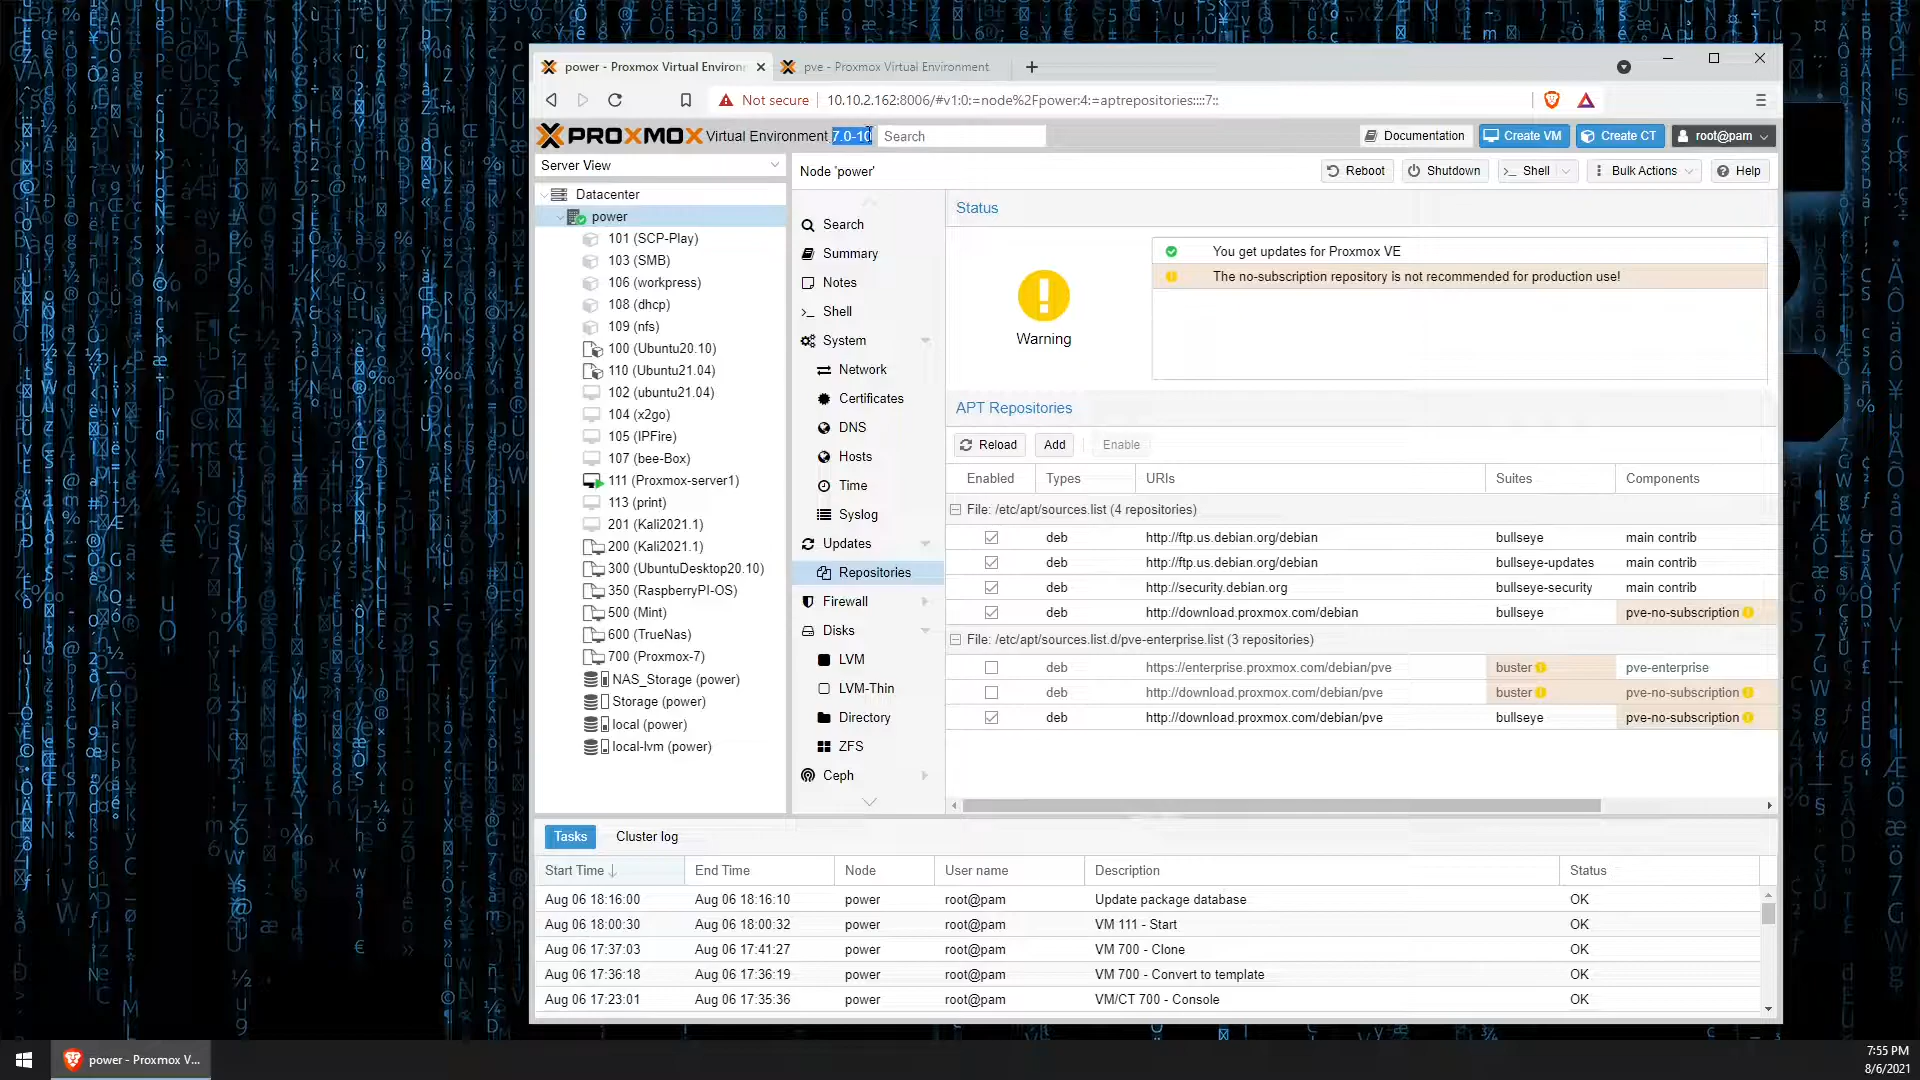 power - Proxmox Virtual Environ
pve - Proxmox Virtual Environment
Not secure
10.10.2.162:8006/#v1:0:=node%2Fpower:4:=aptrepositories::::7::
PROXMOX Virtual Environment 7.0-10
Search
Documentation
Create VM
Create CT
root@pam
Server View
Node 'power'
Reboot
Shutdown
Shell
Bulk Actions
Help
Datacenter
power
101 (SCP-Play)
103 (SMB)
106 (workpress)
108 (dhcp)
109 (nfs)
100 (Ubuntu20.10)
110 (Ubuntu21.04)
102 (ubuntu21.04)
104 (x2go)
105 (IPFire)
107 (bee-Box)
111 (Proxmox-server1)
113 (print)
201 (Kali2021.1)
200 (Kali2021.1)
300 (UbuntuDesktop20.10)
350 (RaspberryPI-OS)
500 (Mint)
600 (TrueNas)
700 (Proxmox-7)
NAS_Storage (power)
Storage (power)
local (power)
local-lvm (power)
Search
Summary
Notes
Shell
System
Network
Certificates
DNS
Hosts
Time
Syslog
Updates
Repositories
Firewall
Disks
LVM
LVM-Thin
Directory
ZFS
Ceph
Status
Warning
You get updates for Proxmox VE
The no-subscription repository is not recommended for production use!
APT Repositories
Reload
Add
Enable
Enabled Types URIs Suites Components
File: /etc/apt/sources.list (4 repositories)
deb http://ftp.us.debian.org/debian bullseye main contrib
deb http://ftp.us.debian.org/debian bullseye-updates main contrib
deb http://security.debian.org bullseye-security main contrib
deb http://download.proxmox.com/debian bullseye pve-no-subscription
File: /etc/apt/sources.list.d/pve-enterprise.list (3 repositories)
deb https://enterprise.proxmox.com/debian/pve buster pve-enterprise
deb http://download.proxmox.com/debian/pve buster pve-no-subscription
deb http://download.proxmox.com/debian/pve bullseye pve-no-subscription
Tasks
Cluster log
Start Time End Time Node User name Description Status
Aug 06 18:16:00 Aug 06 18:16:10 power root@pam Update package database OK
Aug 06 18:00:30 Aug 06 18:00:32 power root@pam VM 111 - Start OK
Aug 06 17:37:03 Aug 06 17:41:27 power root@pam VM 700 - Clone OK
Aug 06 17:36:18 Aug 06 17:36:19 power root@pam VM 700 - Convert to template OK
Aug 06 17:23:01 Aug 06 17:35:36 power root@pam VM/CT 700 - Console OK
power - Proxmox V...
7:55 PM
8/6/2021